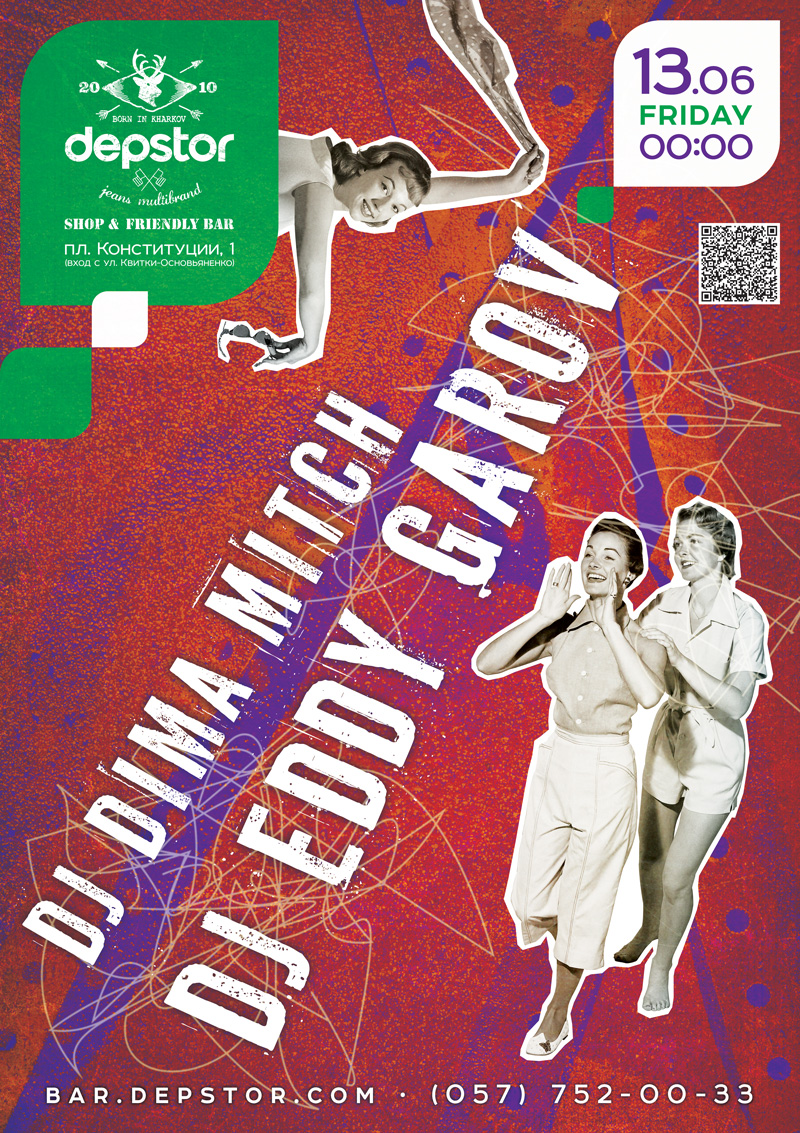 20 10
BORN IN KHARKOV
depstor
jeans multibrand
SHOP & FRIENDLY BAR
пл. Конституции, 1
(вход с ул. Квитки-Основьяненко)
13.06
FRIDAY
00:00
DJ DIMA MITCH
DJ EDDY GAROV
BAR.DEPSTOR.COM · (057) 752-00-33